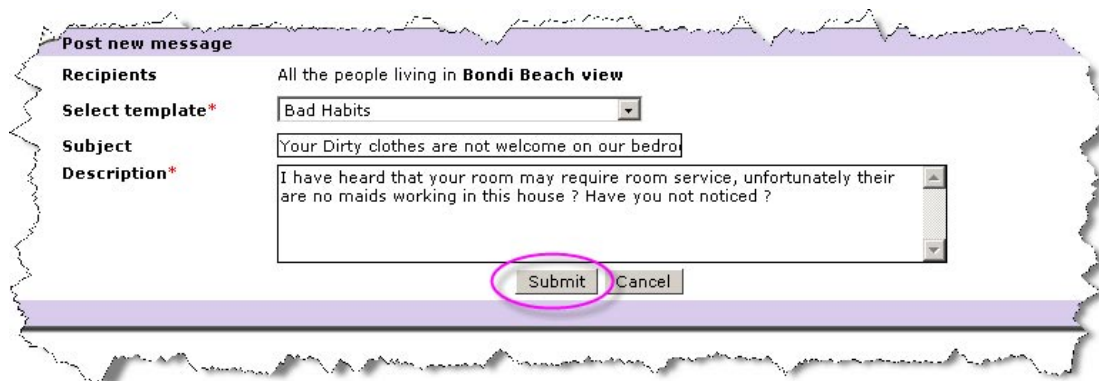 Post new message
Recipients All the people living in Bondi Beach view
Select template* Bad Habits
Subject Your Dirty clothes are not welcome on our bedro
Description* I have heard that your room may require room service, unfortunately their
are no maids working in this house ? Have you not noticed ?
Submit Cancel